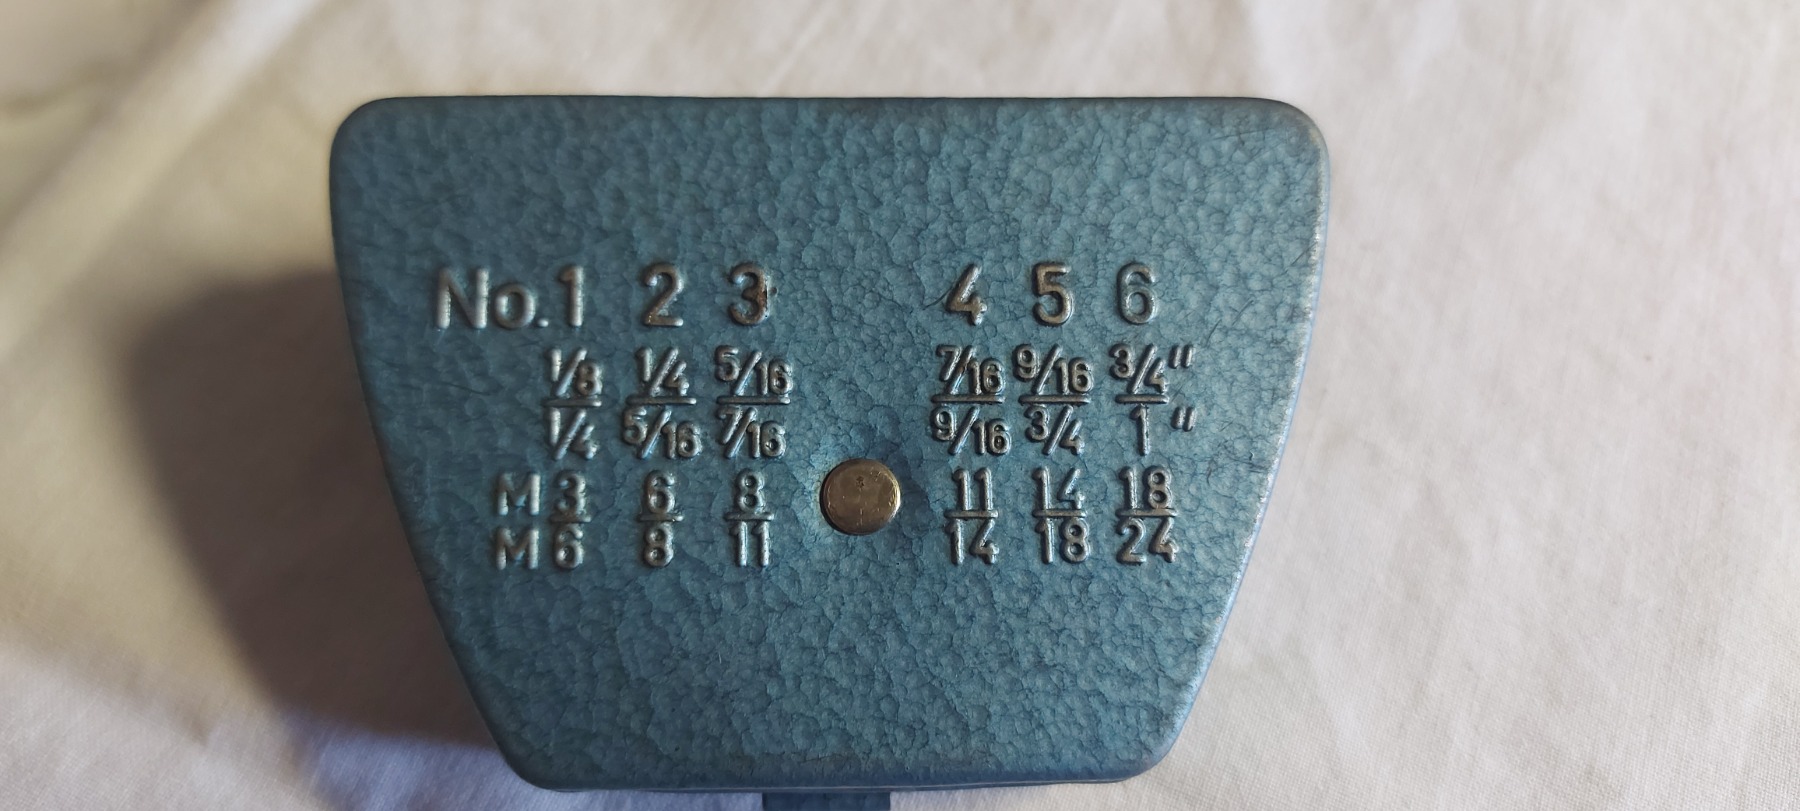 No. 1 2 3 4 5 6
1/8 1/4 5/16 7/16 9/16 3/4"
1/4 5/16 7/16 9/16 3/4 1"
M3 6 8 11 14 18
M6 8 11 14 18 24